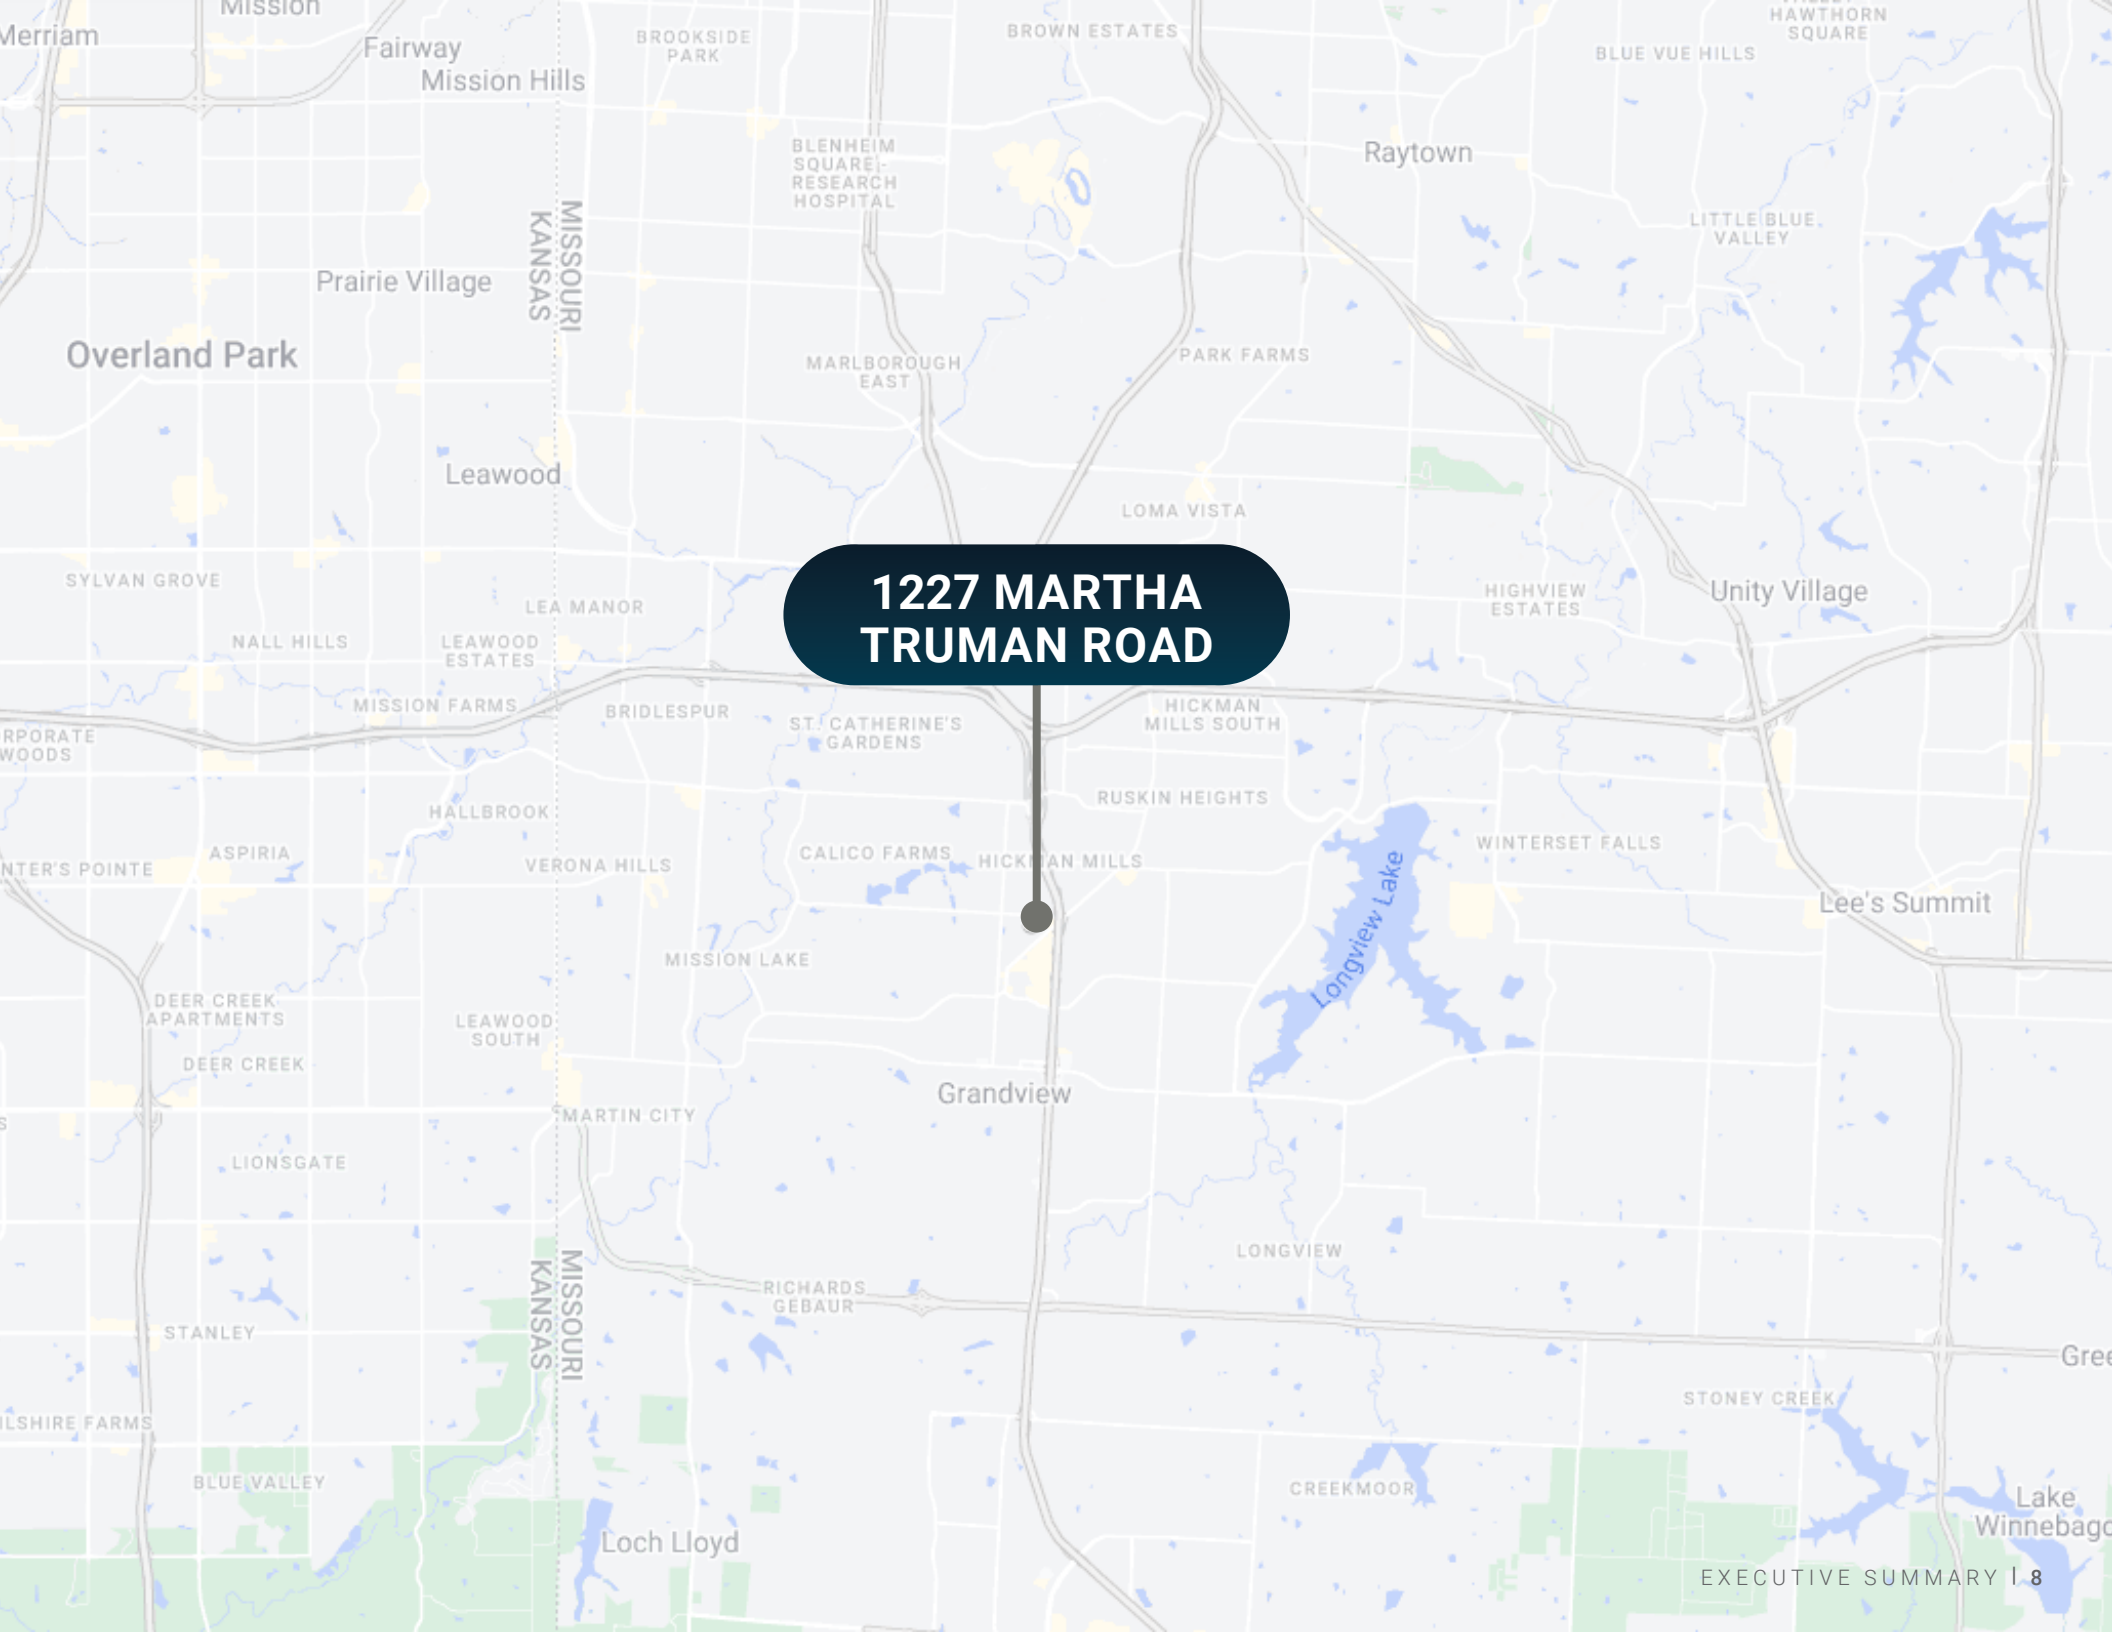 Mission
Merriam
Fairway
Mission Hills
BROOKSIDE
PARK
BROWN ESTATES
HAWTHORN
SQUARE
BLUE VUE HILLS
BLENHEIM
SQUARE -
RESEARCH
HOSPITAL
Raytown
LITTLE BLUE
VALLEY
MISSOURI
KANSAS
Prairie Village
Overland Park
MARLBOROUGH
EAST
PARK FARMS
Leawood
LOMA VISTA
SYLVAN GROVE
LEA MANOR
1227 MARTHA
TRUMAN ROAD
HIGHVIEW
ESTATES
Unity Village
NALL HILLS
LEAWOOD
ESTATES
MISSION FARMS
BRIDLESPUR
ST. CATHERINE'S
GARDENS
HICKMAN
MILLS SOUTH
RPORATE
WOODS
RUSKIN HEIGHTS
HALLBROOK
ASPIRIA
NTER'S POINTE
VERONA HILLS
CALICO FARMS
HICKMAN MILLS
WINTERSET FALLS
Longview Lake
Lee's Summit
MISSION LAKE
DEER CREEK
APARTMENTS
LEAWOOD
SOUTH
DEER CREEK
Grandview
MARTIN CITY
LIONSGATE
MISSOURI
KANSAS
LONGVIEW
RICHARDS
GEBAUR
STANLEY
Gree
STONEY CREEK
ILSHIRE FARMS
BLUE VALLEY
CREEKMOOR
Lake
Winnebago
Loch Lloyd
EXECUTIVE SUMMARY | 8